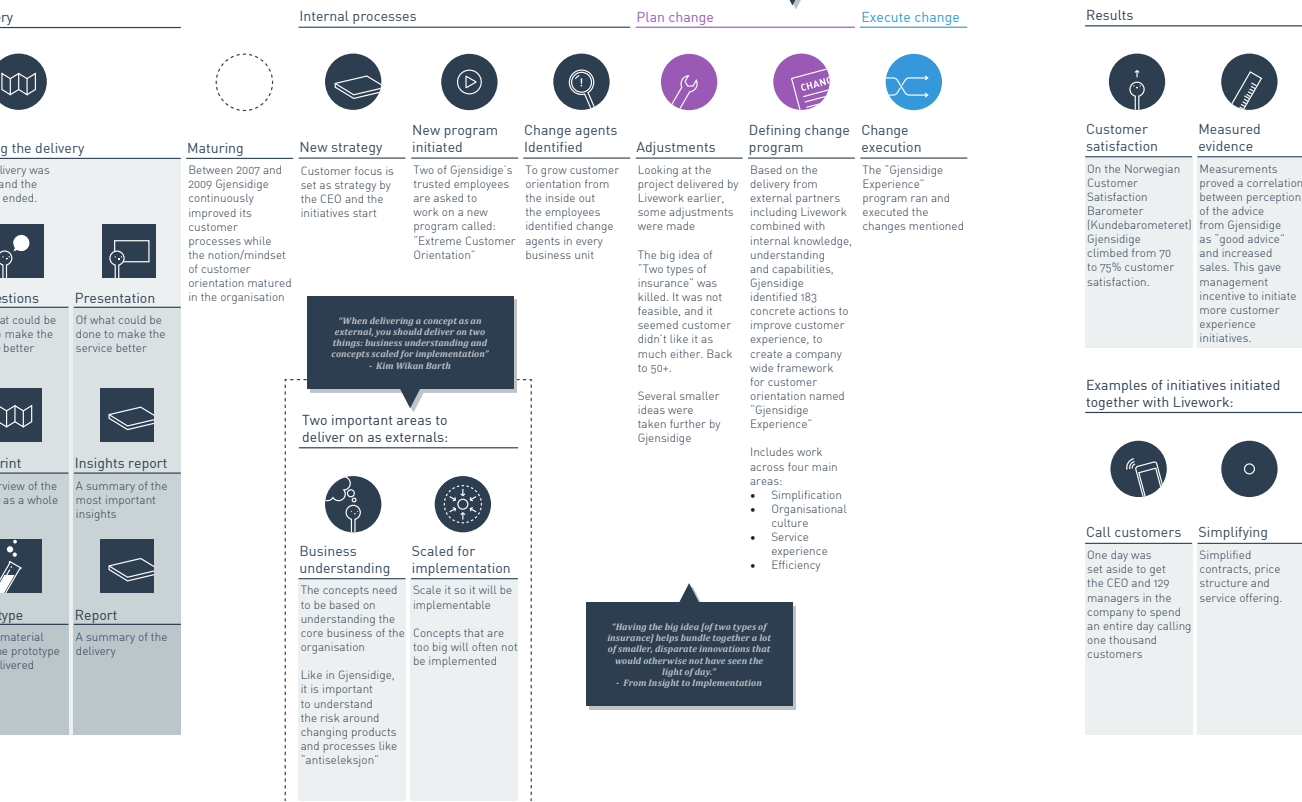 ry
g the delivery
livery was
and the
ended.
estions
at could be
make the
better
Presentation
Of what could be
done to make the
service better
rint
rview of the
as a whole
Insights report
A summary of the
most important
insights
type
material
ne prototype
livered
Report
A summary of the
delivery
Maturing
Between 2007 and
2009 Gjensidige
continuously
improved its
customer
processes while
the notion/mindset
of customer
orientation matured
in the organisation
Internal processes
New strategy
Customer focus is
set as strategy by
the CEO and the
initiatives start
New program
initiated
Two of Gjensidige's
trusted employees
are asked to
work on a new
program called:
"Extreme Customer
Orientation"
Change agents
Identified
To grow customer
orientation from
the inside out
the employees
identified change
agents in every
business unit
"When delivering a concept as an
external, you should deliver on two
things: business understanding and
concepts scaled for implementation"
- Kim Wikan Barth
Two important areas to
deliver on as externals:
Business
understanding
The concepts need
to be based on
understanding the
core business of the
organisation
Like in Gjensidige,
it is important
to understand
the risk around
changing products
and processes like
"antiseleksjon"
Scaled for
implementation
Scale it so it will be
implementable
Concepts that are
too big will often not
be implemented
Plan change
Adjustments
Looking at the
project delivered by
Livework earlier,
some adjustments
were made
The big idea of
"Two types of
insurance" was
killed. It was not
feasible, and it
seemed customer
didn't like it as
much either. Back
to 50+.
Several smaller
ideas were
taken further by
Gjensidige
CHANG
Defining change
program
Based on the
delivery from
external partners
including Livework
combined with
internal knowledge,
understanding
and capabilities,
Gjensidige
identified 183
concrete actions to
improve customer
experience, to
create a company
wide framework
for customer
orientation named
"Gjensidige
Experience"
Includes work
across four main
areas:
• Simplification
• Organisational
culture
• Service
experience
• Efficiency
"Having the big idea [of two types of
insurance] helps bundle together a lot
of smaller, disparate innovations that
would otherwise not have seen the
light of day."
- From Insight to Implementation
Execute change
Change
execution
The "Gjensidige
Experience"
program ran and
executed the
changes mentioned
Results
Customer
satisfaction
On the Norwegian
Customer
Satisfaction
Barometer
(Kundebarometeret)
Gjensidige
climbed from 70
to 75% customer
satisfaction.
Measured
evidence
Measurements
proved a correlation
between perception
of the advice
from Gjensidige
as "good advice"
and increased
sales. This gave
management
incentive to initiate
more customer
experience
initiatives.
Examples of initiatives initiated
together with Livework:
Call customers
One day was
set aside to get
the CEO and 129
managers in the
company to spend
an entire day calling
one thousand
customers
Simplifying
Simplified
contracts, price
structure and
service offering.